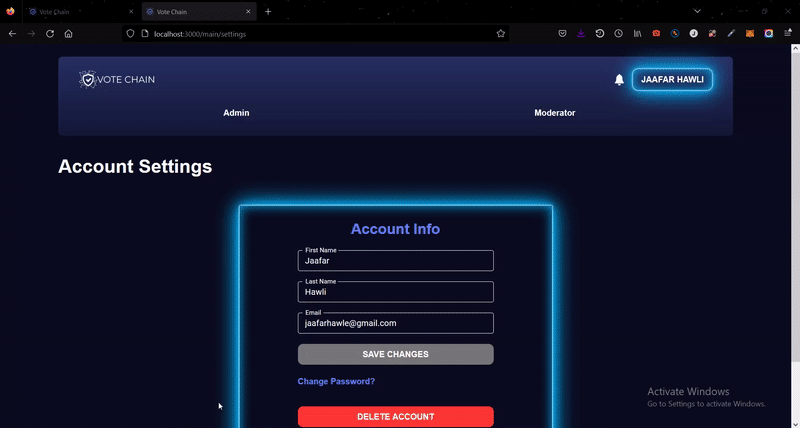 Vote Chain
Vote Chain
localhost:3000/main/settings
VOTE CHAIN
JAAFAR HAWLI
Admin
Moderator
Account Settings
Account Info
First Name
Jaafar
Last Name
Hawli
Email
jaafarhawle@gmail.com
SAVE CHANGES
Change Password?
DELETE ACCOUNT
Activate Windows
Go to Settings to activate Windows.